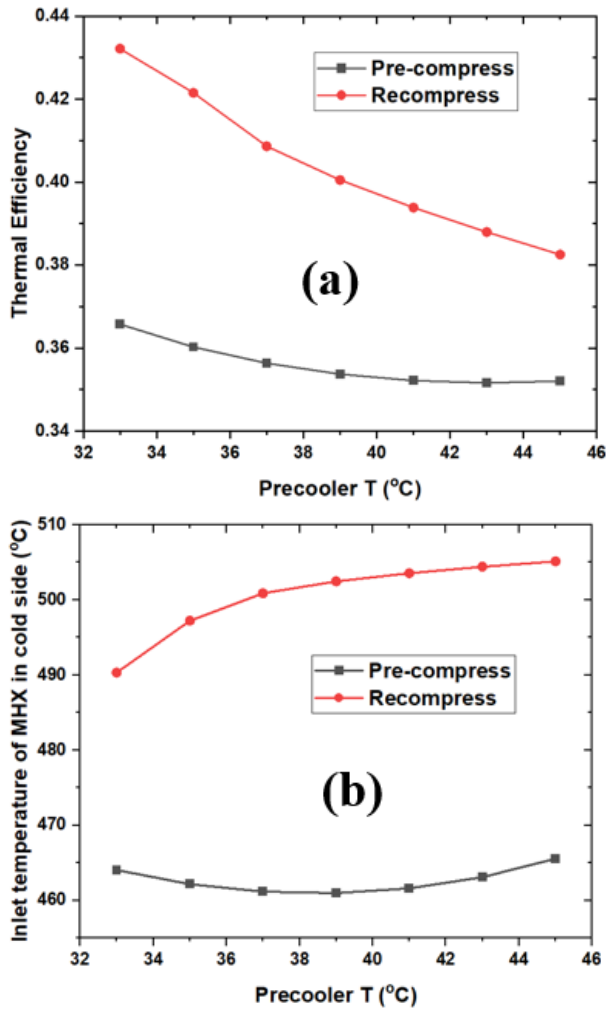 0.44
0.42
0.40
0.38
0.36
0.34
Thermal Efficiency
Pre-compress
Recompress
(a)
32 34 36 38 40 42 44 46
Precooler T (°C)
510
500
490
480
470
460
Inlet temperature of MHX in cold side (°C)
Pre-compress
Recompress
(b)
32 34 36 38 40 42 44 46
Precooler T (°C)